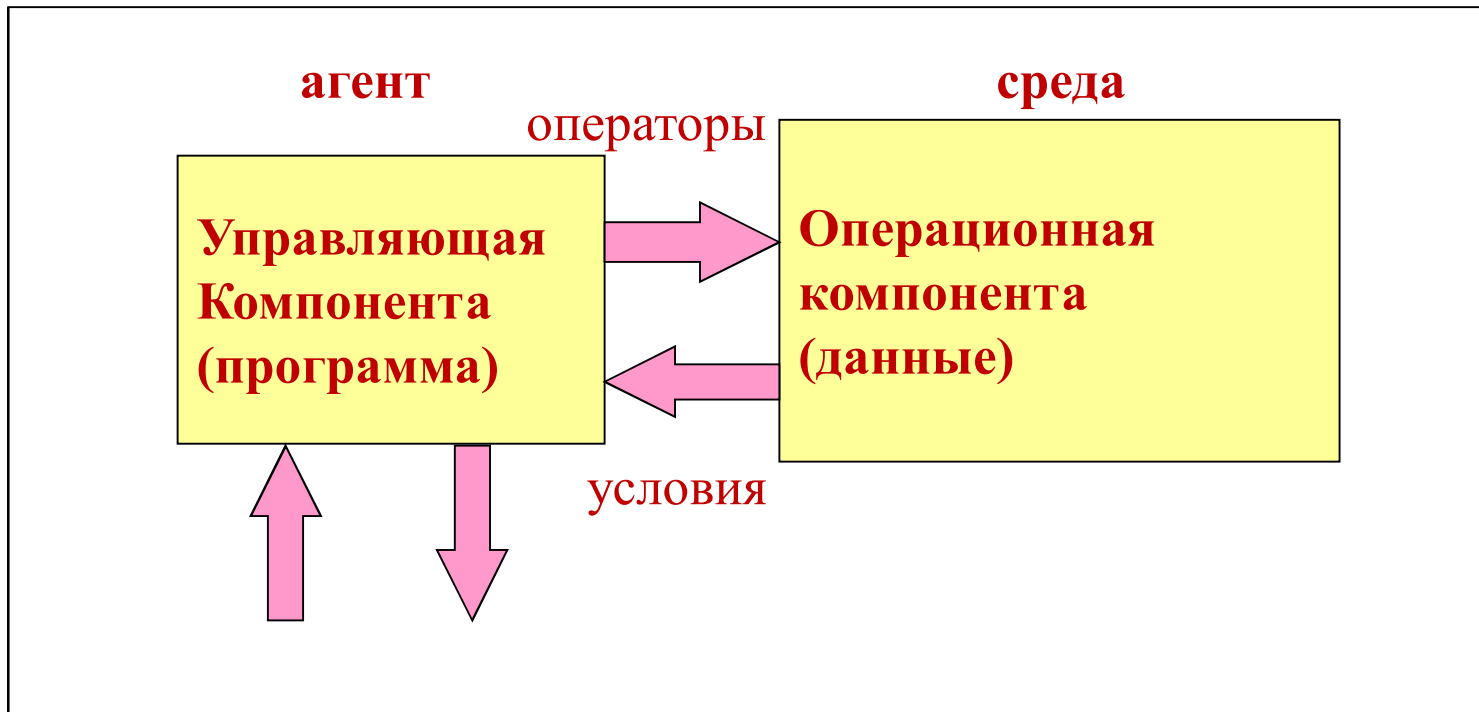 агент
среда
операторы
Управляющая
Компонента
(программа)
Операционная
компонента
(данные)
условия